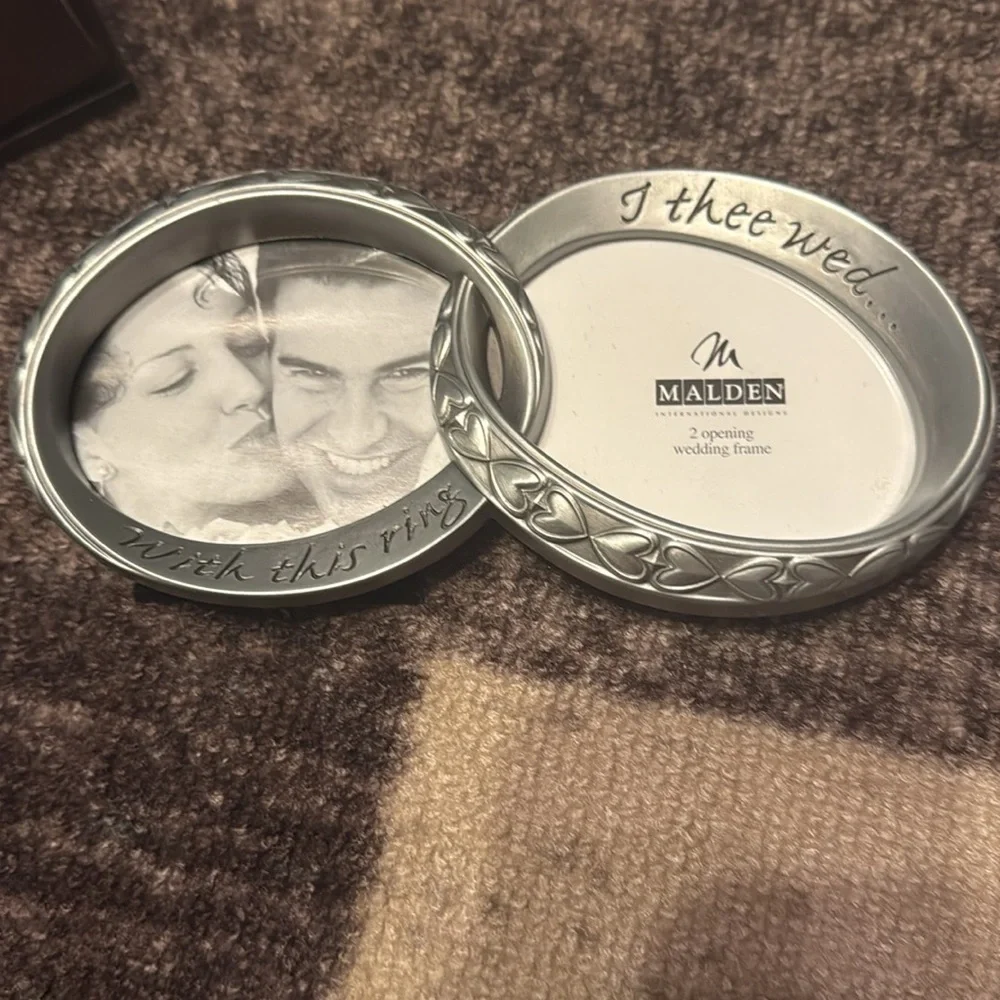 With this ring
I thee wed...
M
MALDEN
INTERNATIONAL DESIGNS
2 opening
wedding frame